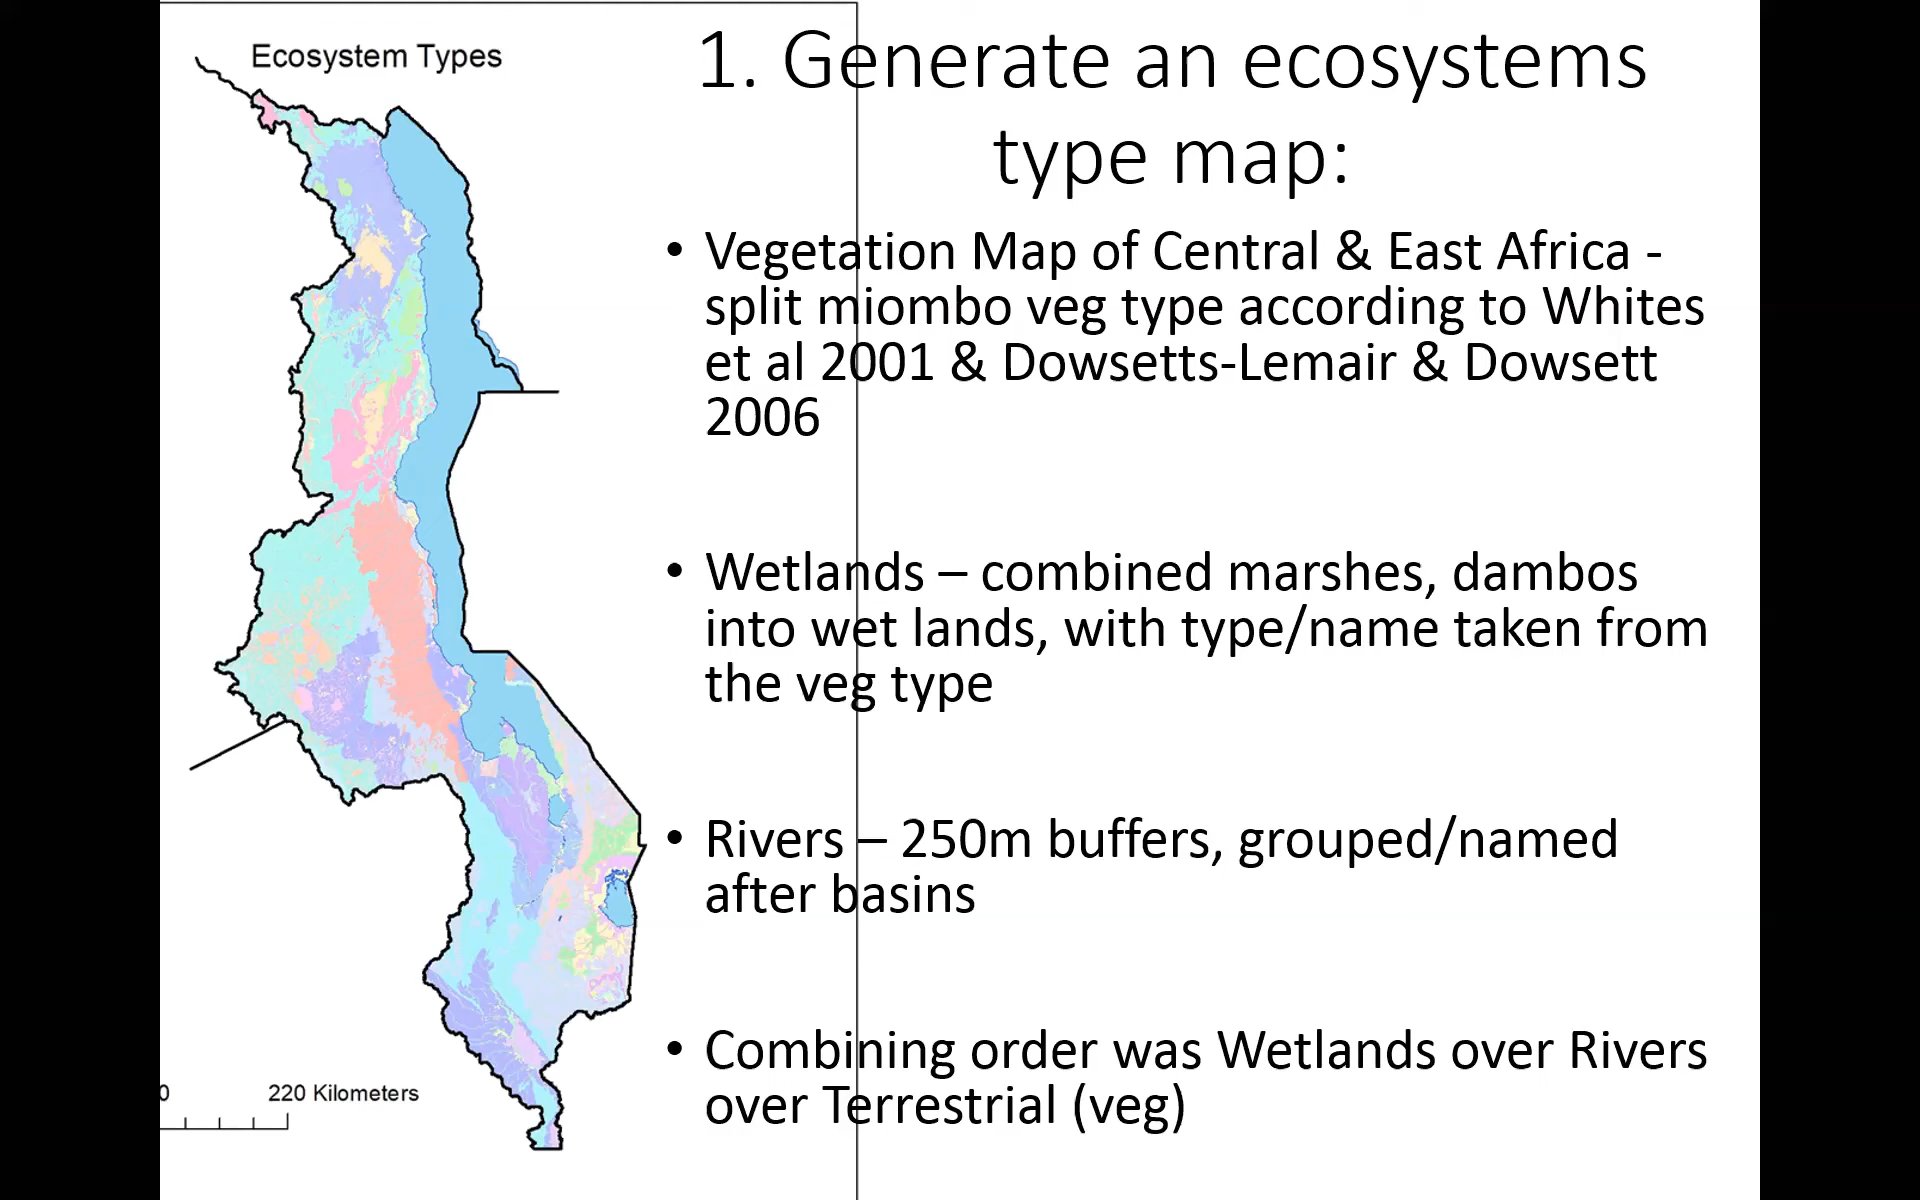 Ecosystem Types
1. Generate an ecosystems
type map:
• Vegetation Map of Central & East Africa -
split miombo veg type according to Whites
et al 2001 & Dowsetts-Lemair & Dowsett
2006
• Wetlands – combined marshes, dambos
into wet lands, with type/name taken from
the veg type
• Rivers – 250m buffers, grouped/named
after basins
• Combining order was Wetlands over Rivers
over Terrestrial (veg)
0 220 Kilometers